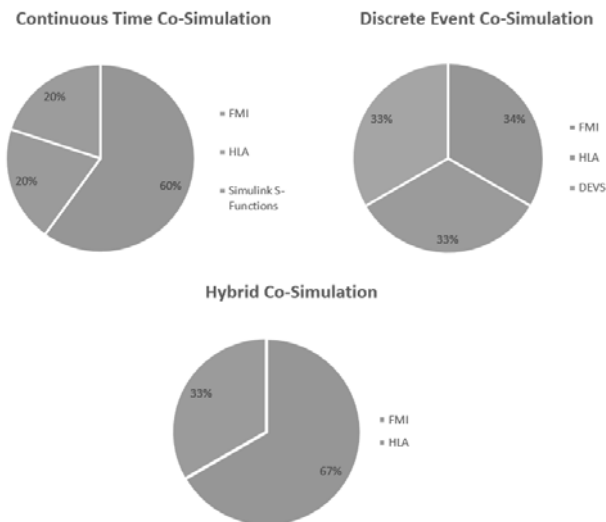 Continuous Time Co-Simulation
20%
20%
60%
FMI
HLA
Simulink S-
Functions
Discrete Event Co-Simulation
33%
34%
33%
FMI
HLA
DEVS
Hybrid Co-Simulation
33%
67%
FMI
HLA